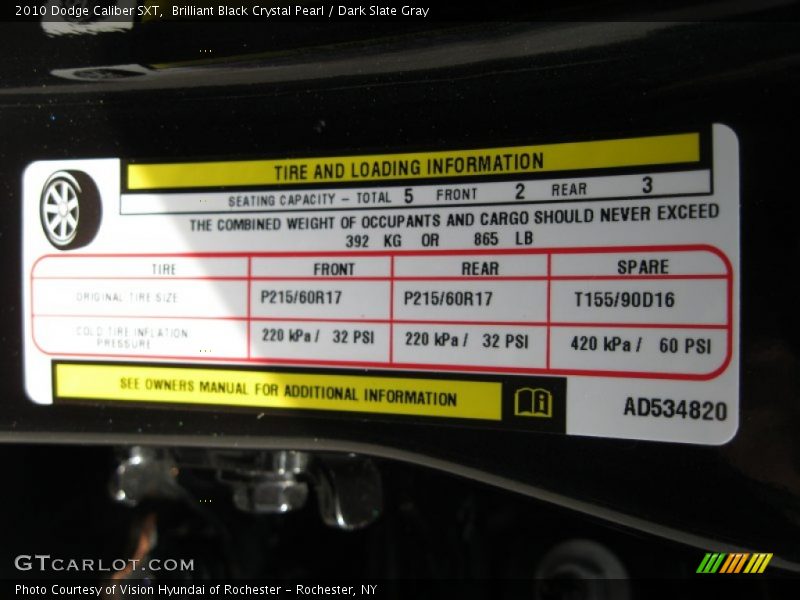 2010 Dodge Caliber SXT,  Brilliant Black Crystal Pearl / Dark Slate Gray
TIRE AND LOADING INFORMATION
SEATING CAPACITY – TOTAL 5 FRONT 2 REAR 3
THE COMBINED WEIGHT OF OCCUPANTS AND CARGO SHOULD NEVER EXCEED
392 KG OR 865 LB
TIRE FRONT REAR SPARE
ORIGINAL TIRE SIZE P215/60R17 P215/60R17 T155/90D16
COLD TIRE INFLATION
PRESSURE 220 kPa / 32 PSI 220 kPa / 32 PSI 420 kPa / 60 PSI
SEE OWNERS MANUAL FOR ADDITIONAL INFORMATION
AD534820
GTCARLOT.COM
Photo Courtesy of Vision Hyundai of Rochester – Rochester, NY